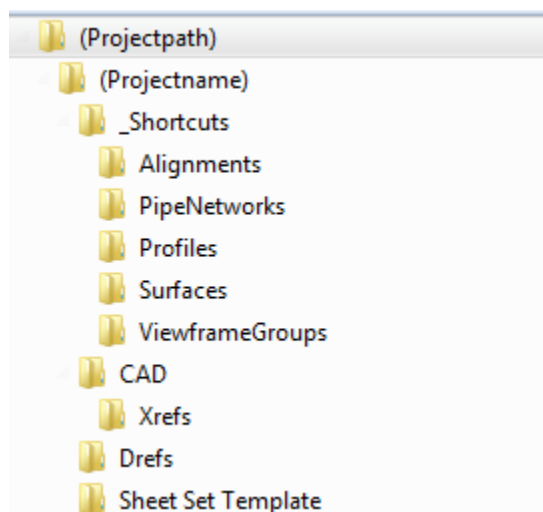 (Projectpath)
(Projectname)
_Shortcuts
Alignments
PipeNetworks
Profiles
Surfaces
ViewframeGroups
CAD
Xrefs
Drefs
Sheet Set Template